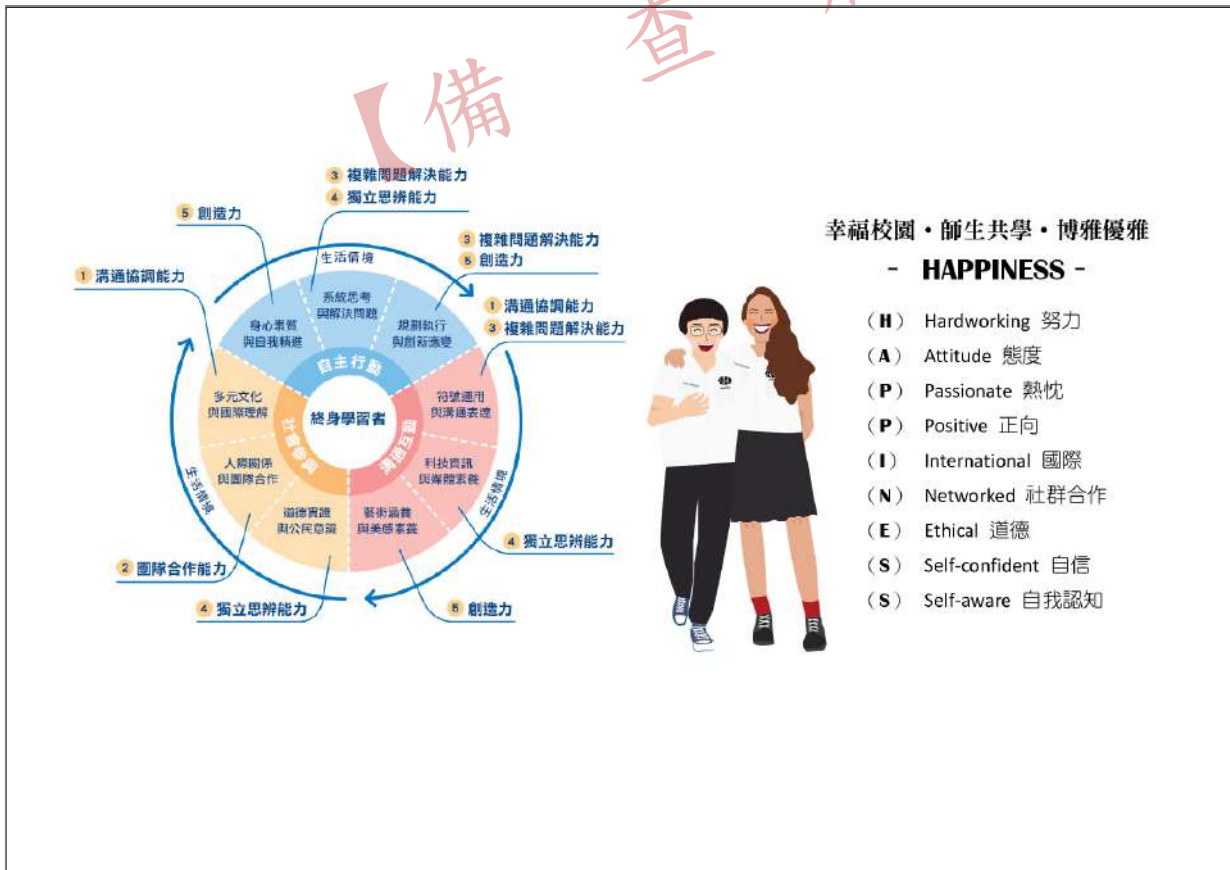 【備 查
③ 複雜問題解決能力
④ 獨立思辨能力
⑤ 創造力
③ 複雜問題解決能力
⑤ 創造力
① 溝通協調能力
① 溝通協調能力
③ 複雜問題解決能力
生活情境
系統思考
與解決問題
身心素質
與自我精進
規劃執行
與創新應變
自主行動
多元文化
與國際理解
符號運用
與溝通表達
終身學習者
社會參與
溝通互動
人際關係
與團隊合作
科技資訊
與媒體素養
道德實踐
與公民意識
藝術涵養
與美感素養
生活情境
生活情境
④ 獨立思辨能力
② 團隊合作能力
④ 獨立思辨能力
⑤ 創造力
幸福校園・師生共學・博雅優雅
- HAPPINESS -
(H) Hardworking 努力
(A) Attitude 態度
(P) Passionate 熱忱
(P) Positive 正向
(I) International 國際
(N) Networked 社群合作
(E) Ethical 道德
(S) Self-confident 自信
(S) Self-aware 自我認知